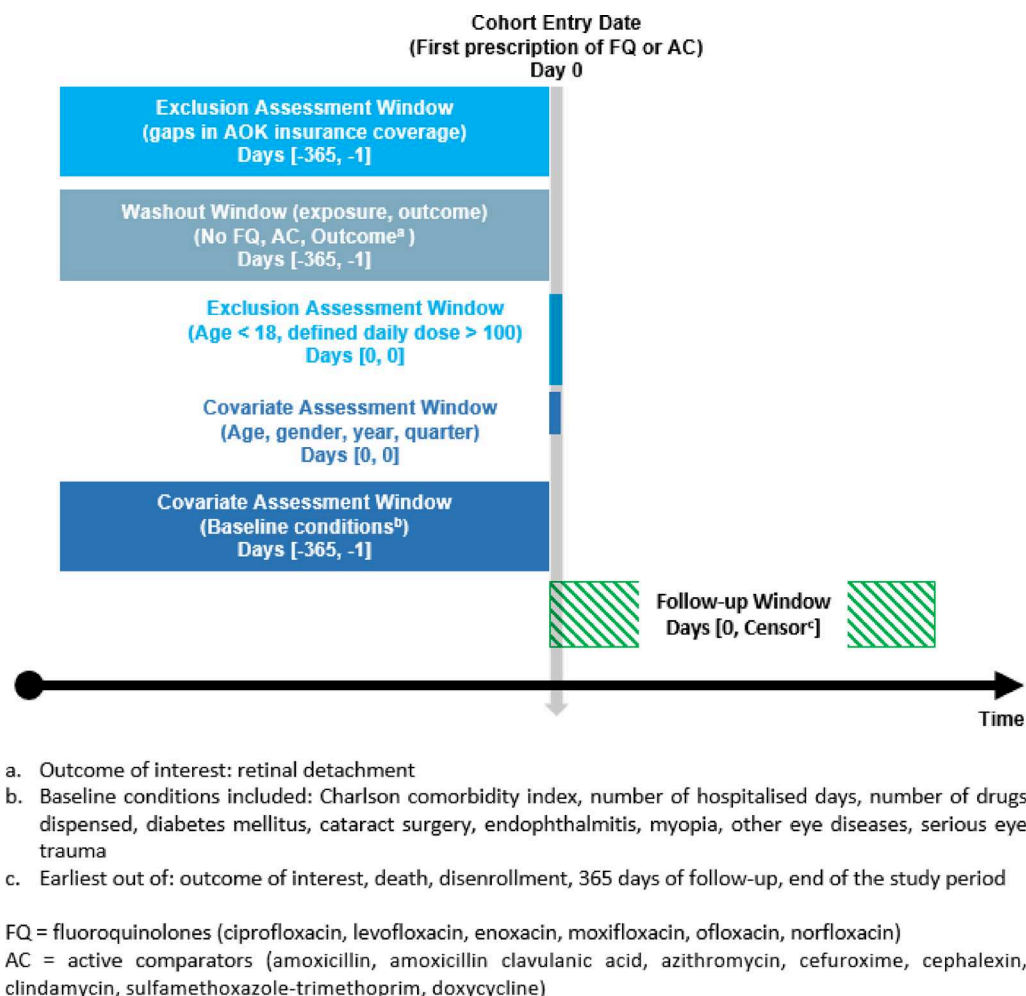 Cohort Entry Date
(First prescription of FQ or AC)
Day 0
Exclusion Assessment Window
(gaps in AOK insurance coverage)
Days [-365, -1]
Washout Window (exposure, outcome)
(No FQ, AC, Outcomeᵃ )
Days [-365, -1]
Exclusion Assessment Window
(Age < 18, defined daily dose > 100)
Days [0, 0]
Covariate Assessment Window
(Age, gender, year, quarter)
Days [0, 0]
Covariate Assessment Window
(Baseline conditionsᵇ)
Days [-365, -1]
Follow-up Window
Days [0, Censorᶜ]
Time
a. Outcome of interest: retinal detachment
b. Baseline conditions included: Charlson comorbidity index, number of hospitalised days, number of drugs
dispensed, diabetes mellitus, cataract surgery, endophthalmitis, myopia, other eye diseases, serious eye
trauma
c. Earliest out of: outcome of interest, death, disenrollment, 365 days of follow-up, end of the study period
FQ = fluoroquinolones (ciprofloxacin, levofloxacin, enoxacin, moxifloxacin, ofloxacin, norfloxacin)
AC = active comparators (amoxicillin, amoxicillin clavulanic acid, azithromycin, cefuroxime, cephalexin,
clindamycin, sulfamethoxazole-trimethoprim, doxycycline)